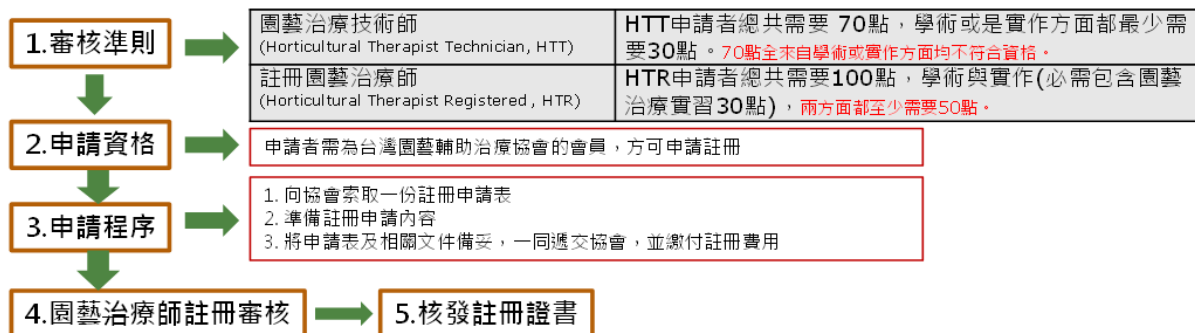 1.審核準則
園藝治療技術師
(Horticultural Therapist Technician, HTT)
HTT申請者總共需要 70點，學術或是實作方面都最少需
要30點。70點全來自學術或實作方面均不符合資格。
註冊園藝治療師
(Horticultural Therapist Registered , HTR)
HTR申請者總共需要100點，學術與實作(必需包含園藝
治療實習30點)，兩方面都至少需要50點。
2.申請資格
申請者需為台灣園藝輔助治療協會的會員，方可申請註冊
3.申請程序
1. 向協會索取一份註冊申請表
2. 準備註冊申請內容
3. 將申請表及相關文件備妥，一同遞交協會，並繳付註冊費用
4.園藝治療師註冊審核
5.核發註冊證書